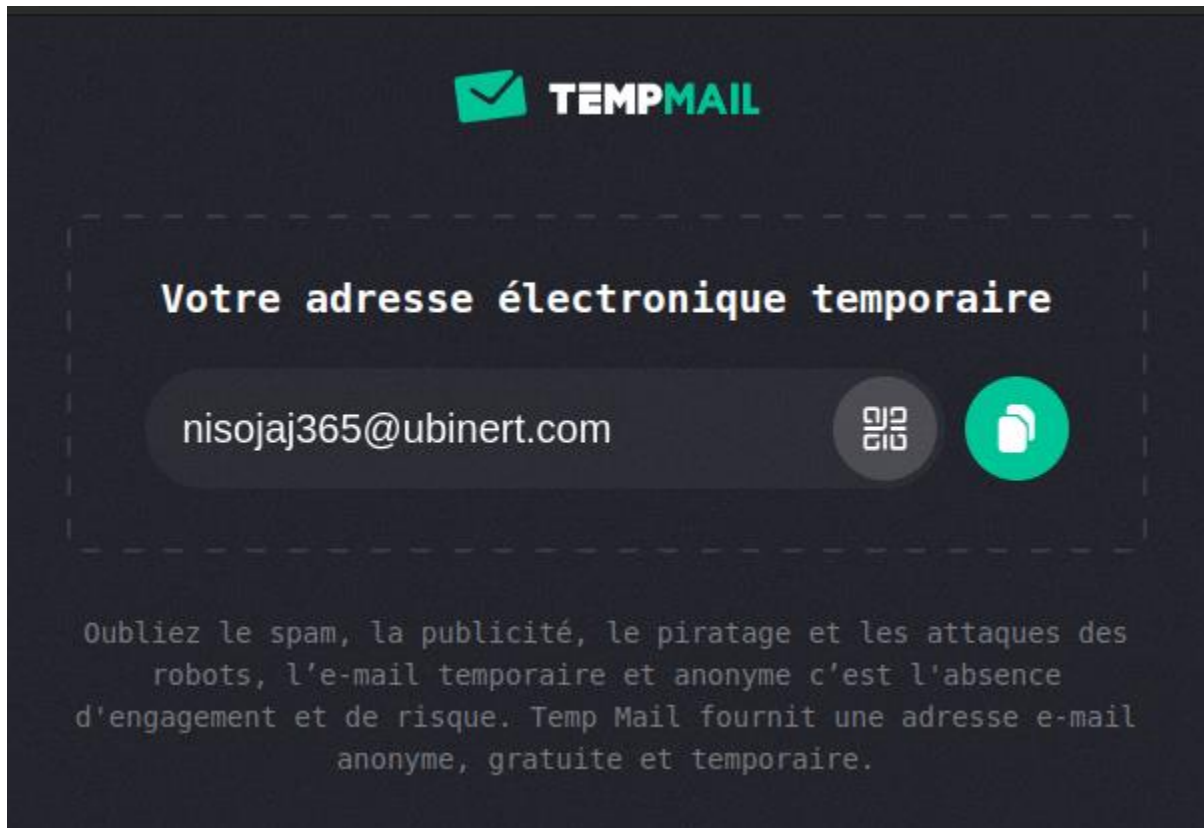 TEMPMAIL
Votre adresse électronique temporaire
nisojaj365@ubinert.com
Oubliez le spam, la publicité, le piratage et les attaques des
robots, l’e-mail temporaire et anonyme c’est l'absence
d'engagement et de risque. Temp Mail fournit une adresse e-mail
anonyme, gratuite et temporaire.